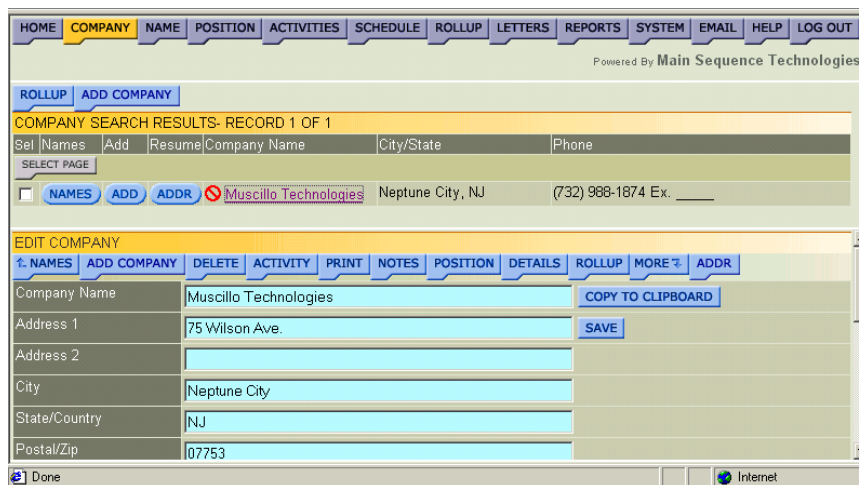 HOME COMPANY NAME POSITION ACTIVITIES SCHEDULE ROLLUP LETTERS REPORTS SYSTEM EMAIL HELP LOG OUT
Powered By Main Sequence Technologies
ROLLUP ADD COMPANY
COMPANY SEARCH RESULTS- RECORD 1 OF 1
Sel Names Add Resume Company Name City/State Phone
SELECT PAGE
NAMES ADD ADDR Muscillo Technologies Neptune City, NJ (732) 988-1874 Ex. _____
EDIT COMPANY
NAMES ADD COMPANY DELETE ACTIVITY PRINT NOTES POSITION DETAILS ROLLUP MORE ADDR
Company Name Muscillo Technologies COPY TO CLIPBOARD
Address 1 75 Wilson Ave. SAVE
Address 2
City Neptune City
State/Country NJ
Postal/Zip 07753
Done Internet